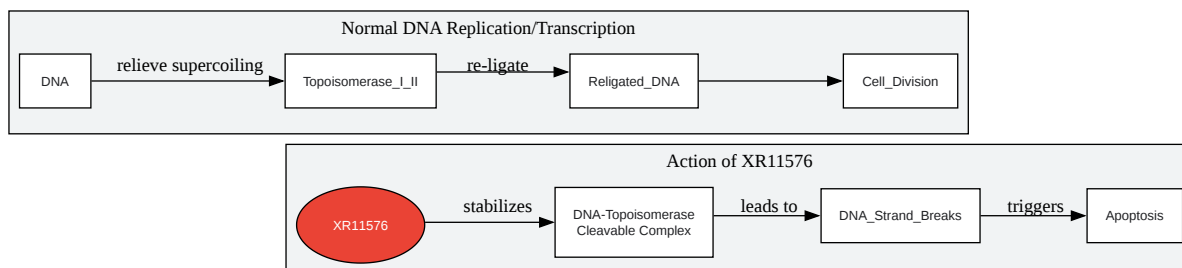 Normal DNA Replication/Transcription
DNA
relieve supercoiling
Topoisomerase_I_II
re-ligate
Religated_DNA
Cell_Division
Action of XR11576
XR11576
stabilizes
DNA-Topoisomerase
Cleavable Complex
leads to
DNA_Strand_Breaks
triggers
Apoptosis